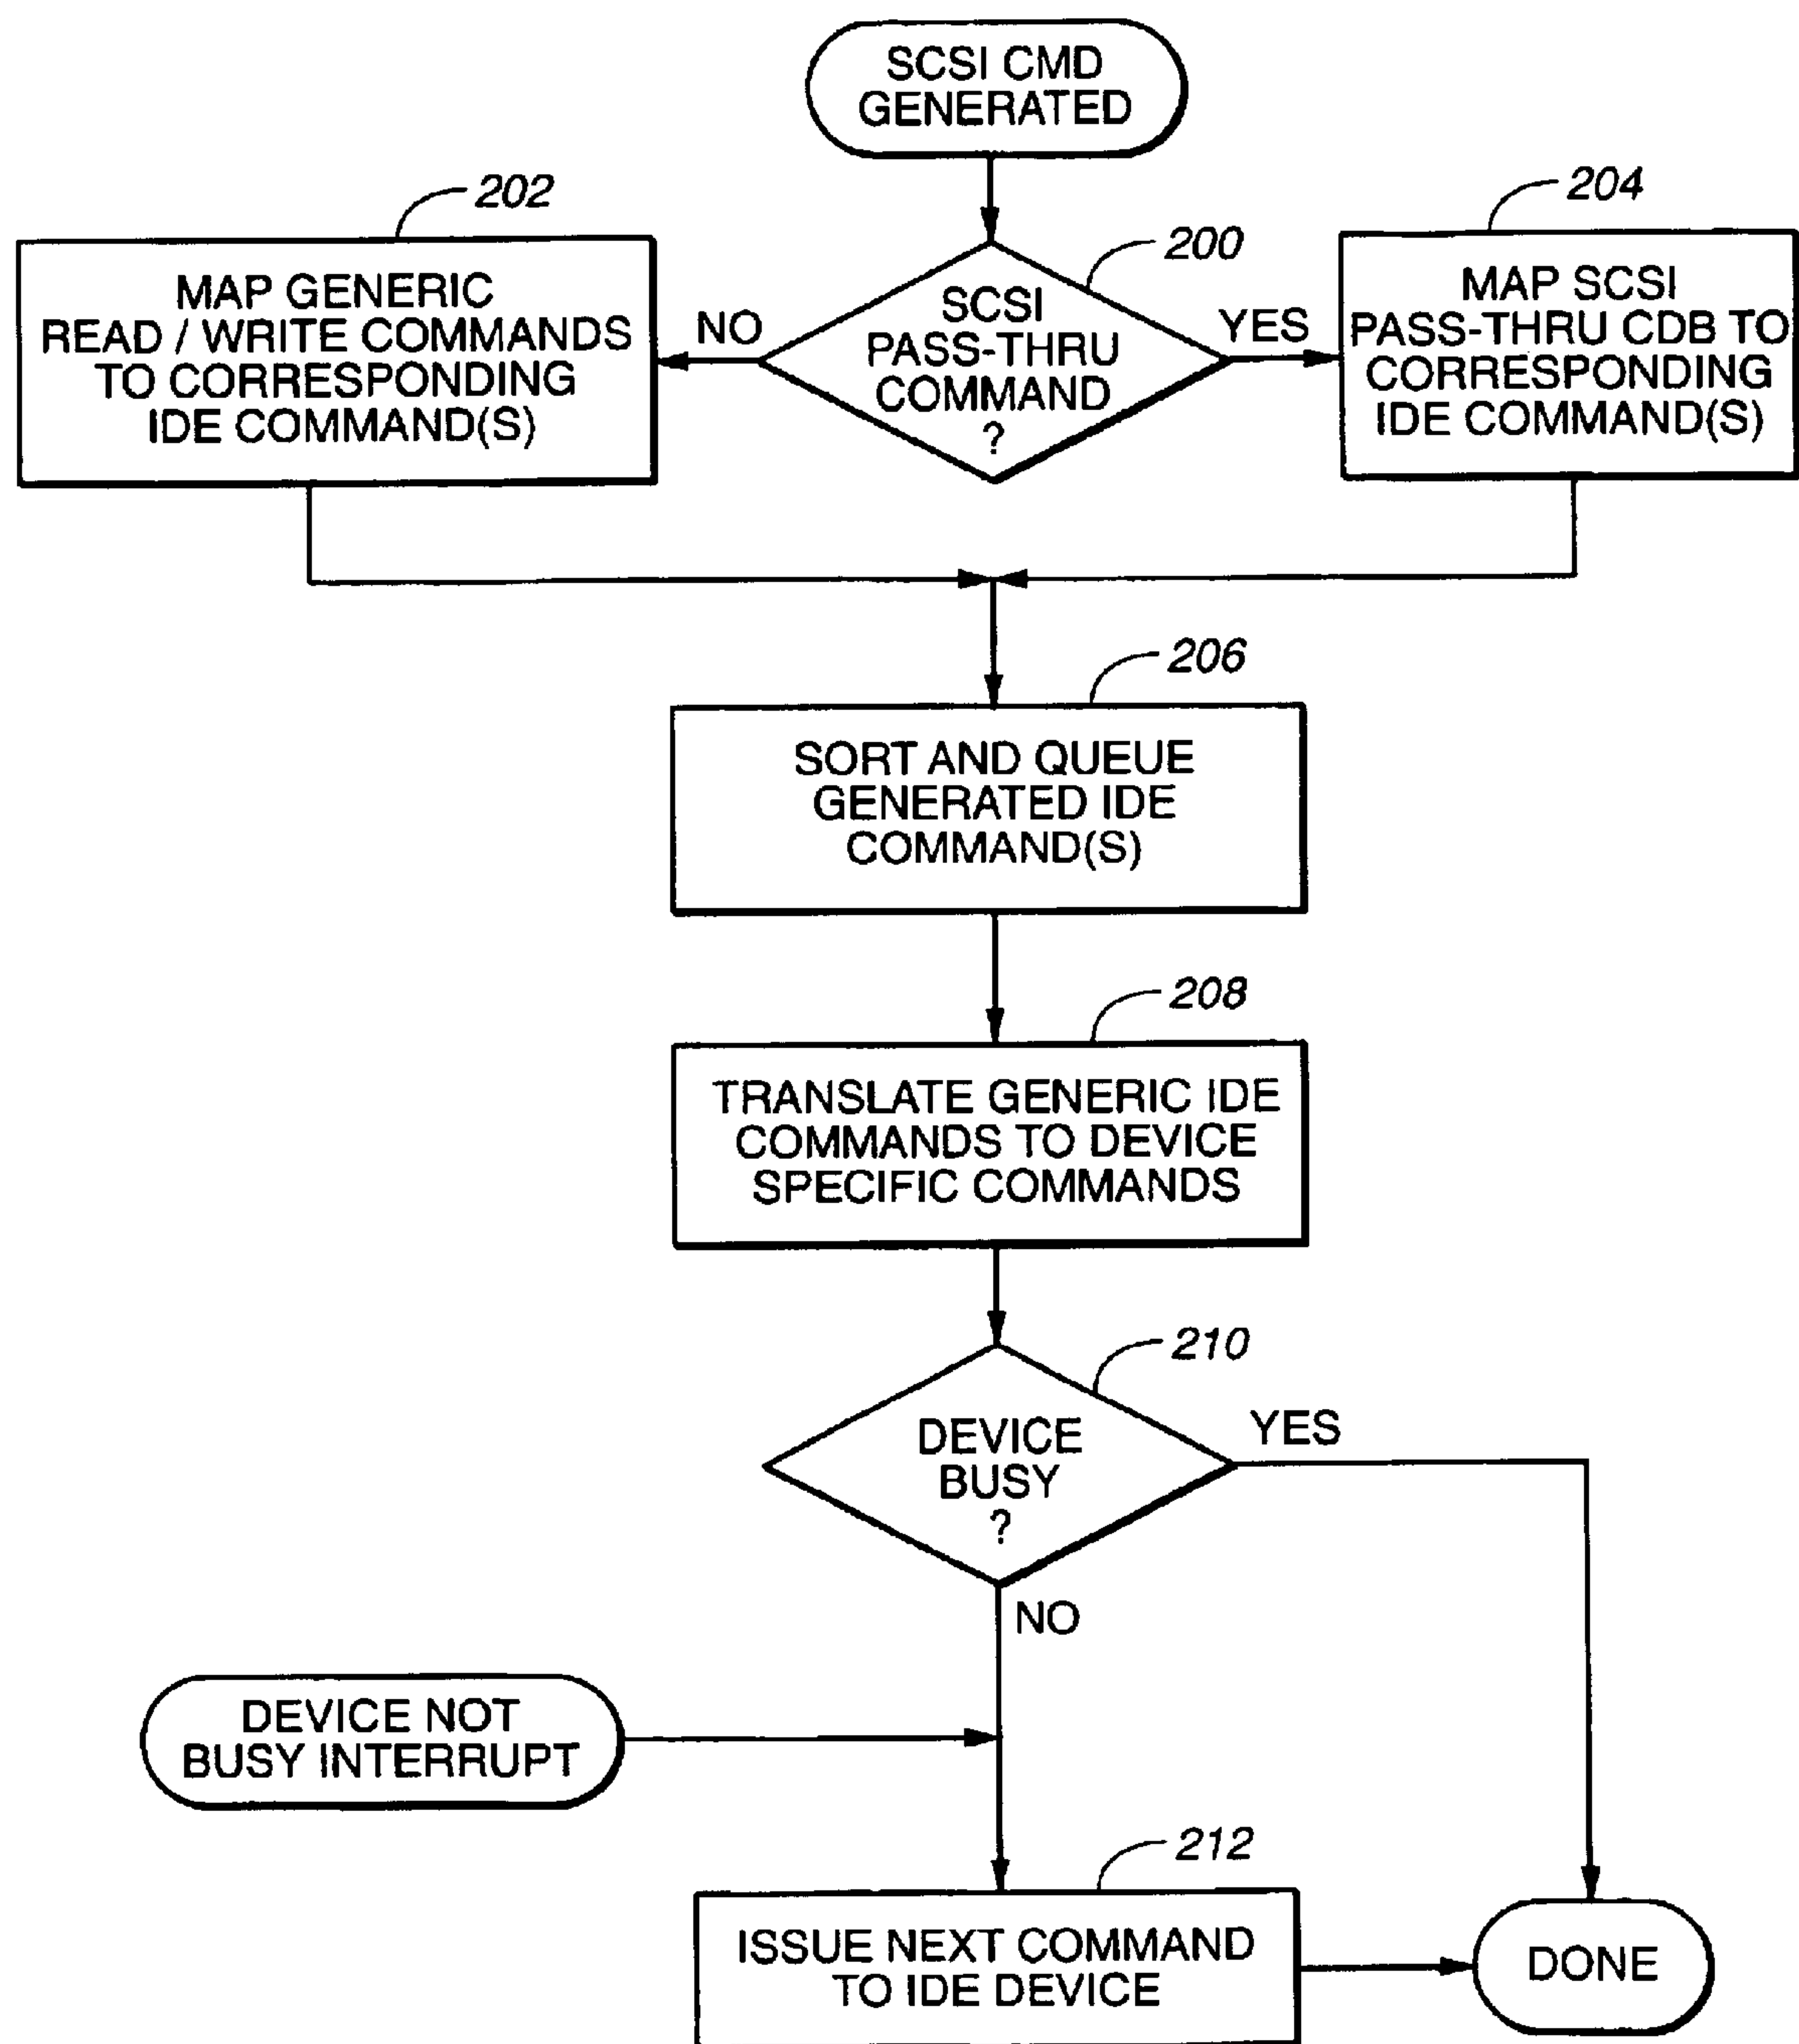 SCSI CMD
GENERATED
202
204
200
MAP GENERIC
READ / WRITE COMMANDS
TO CORRESPONDING
IDE COMMAND(S)
NO
SCSI
PASS-THRU
COMMAND
?
YES
MAP SCSI
PASS-THRU CDB TO
CORRESPONDING
IDE COMMAND(S)
206
SORT AND QUEUE
GENERATED IDE
COMMAND(S)
208
TRANSLATE GENERIC IDE
COMMANDS TO DEVICE
SPECIFIC COMMANDS
210
DEVICE
BUSY
?
YES
NO
DEVICE NOT
BUSY INTERRUPT
212
ISSUE NEXT COMMAND
TO IDE DEVICE
DONE